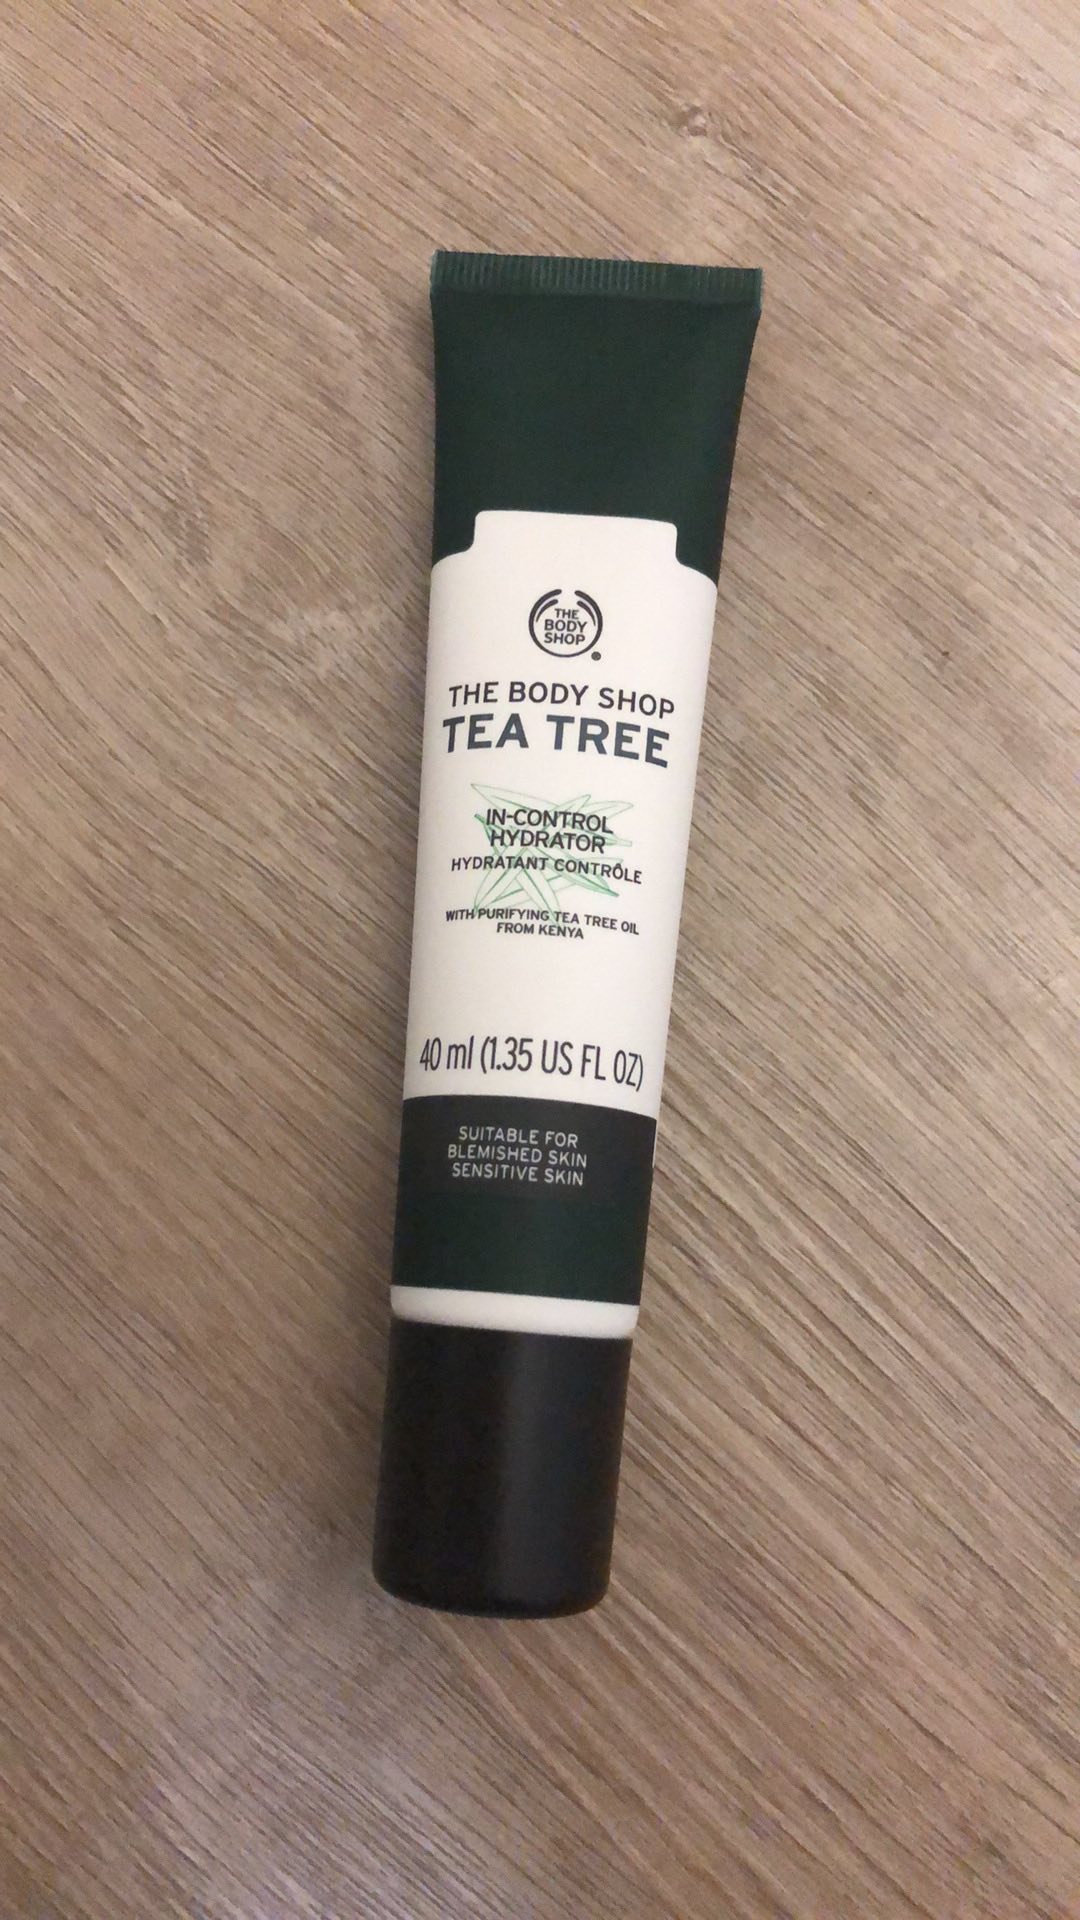 THE
BODY
SHOP
THE BODY SHOP
TEA TREE
IN-CONTROL
HYDRATOR
HYDRATANT CONTRÔLE
WITH PURIFYING TEA TREE OIL
FROM KENYA
40 ml (1.35 US FL OZ)
SUITABLE FOR
BLEMISHED SKIN
SENSITIVE SKIN